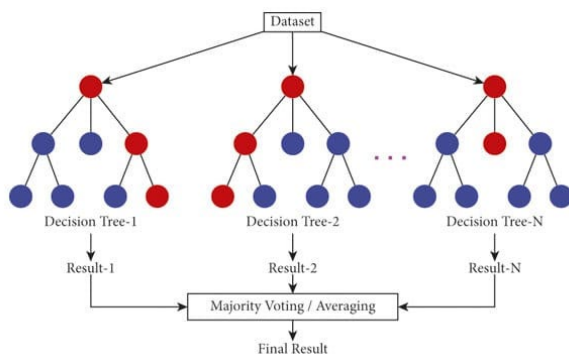 Dataset
Decision Tree-1
Decision Tree-2
Decision Tree-N
Result-1
Result-2
Result-N
Majority Voting / Averaging
Final Result